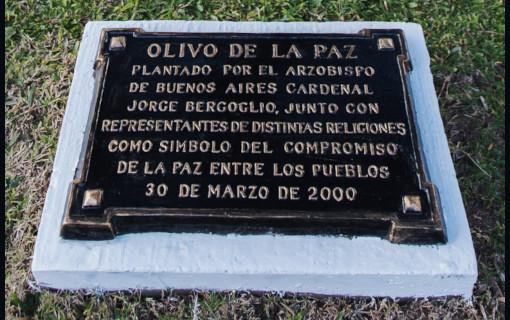 OLIVO DE LA PAZ
PLANTADO POR EL ARZOBISPO
DE BUENOS AIRES CARDENAL
JORGE BERGOGLIO, JUNTO CON
REPRESENTANTES DE DISTINTAS RELIGIONES
COMO SIMBOLO DEL COMPROMISO
DE LA PAZ ENTRE LOS PUEBLOS
30 DE MARZO DE 2000